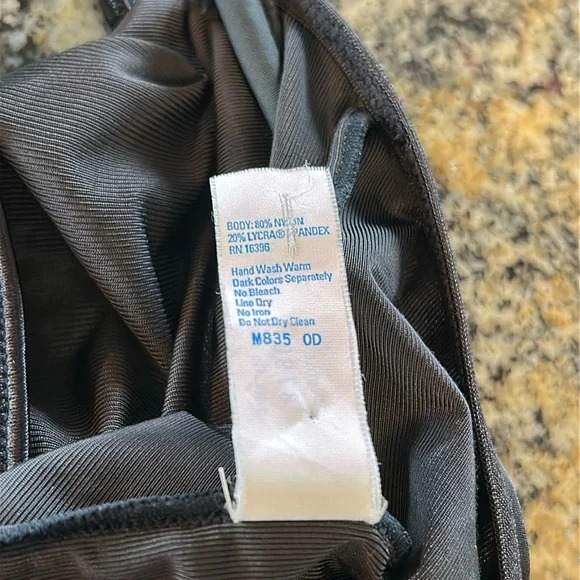 BODY: 80% NYLON
20% LYCRA® SPANDEX
RN 16396
Hand Wash Warm
Dark Colors Separately
No Bleach
Line Dry
No Iron
Do Not Dry Clean
M835 0D